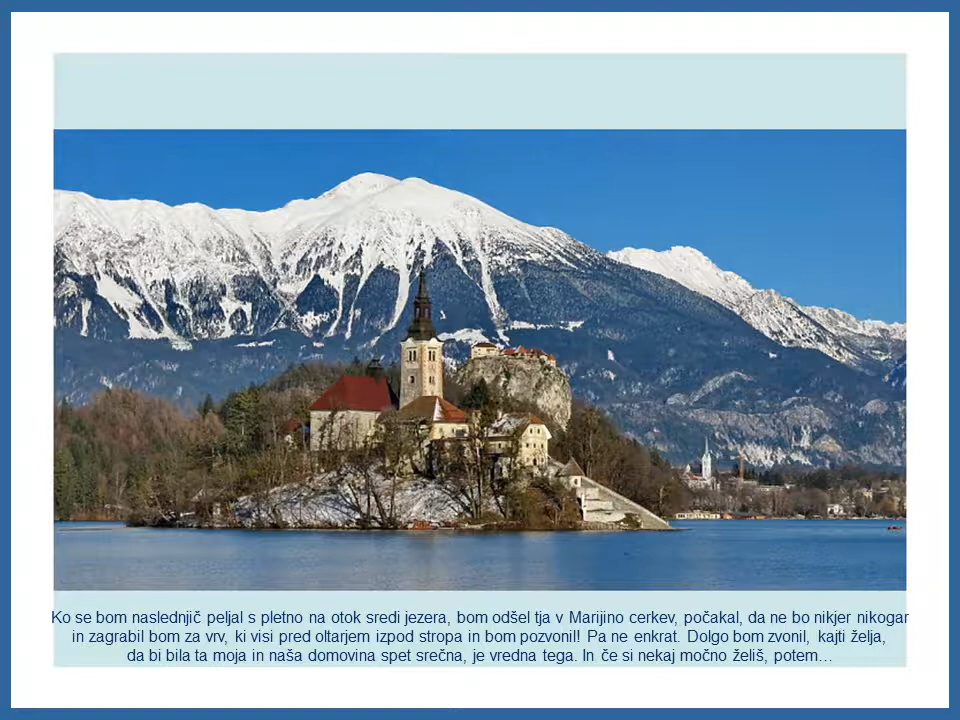 Ko se bom naslednjič peljal s pletno na otok sredi jezera, bom odšel tja v Marijino cerkev, počakal, da ne bo nikjer nikogar
in zagrabil bom za vrv, ki visi pred oltarjem izpod stropa in bom pozvonil! Pa ne enkrat. Dolgo bom zvonil, kajti želja,
da bi bila ta moja in naša domovina spet srečna, je vredna tega. In če si nekaj močno želiš, potem…